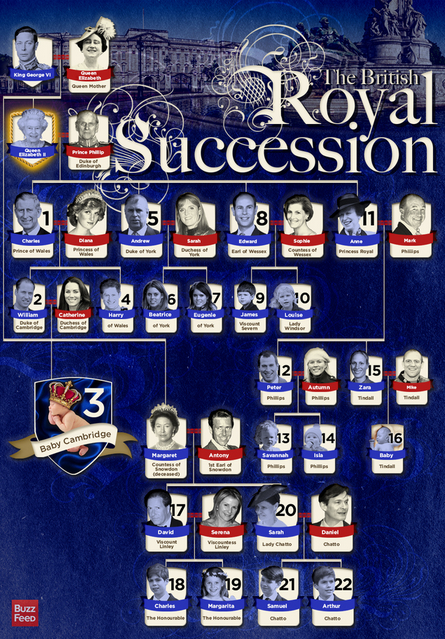 The British
Royal
Succession
King George VI
Queen
Elizabeth
Queen Mother
Queen
Elizabeth II
Prince Phillip
Duke of
Edinburgh
1
Charles
Prince of Wales
Diana
Princess of
Wales
5
Andrew
Duke of York
Sarah
Duchess of
York
8
Edward
Earl of Wessex
Sophie
Countess of
Wessex
11
Anne
Princess Royal
Mark
Phillips
2
William
Duke of
Cambridge
Catherine
Duchess of
Cambridge
4
Harry
of Wales
6
Beatrice
of York
7
Eugenie
of York
9
James
Viscount
Severn
10
Louise
Lady
Windsor
12
Peter
Phillips
Autumn
Phillips
15
Zara
Tindall
Mike
Tindall
3
Baby Cambridge
Margaret
Countess of
Snowdon
(deceased)
Antony
1st Earl of
Snowdon
13
Savannah
Phillips
14
Isla
Phillips
16
Baby
Tindall
17
David
Viscount
Linley
Serena
Viscountess
Linley
20
Sarah
Lady Chatto
Daniel
Chatto
18
Charles
The Honourable
19
Margarita
The Honourable
21
Samuel
Chatto
22
Arthur
Chatto
Buzz
FeeD